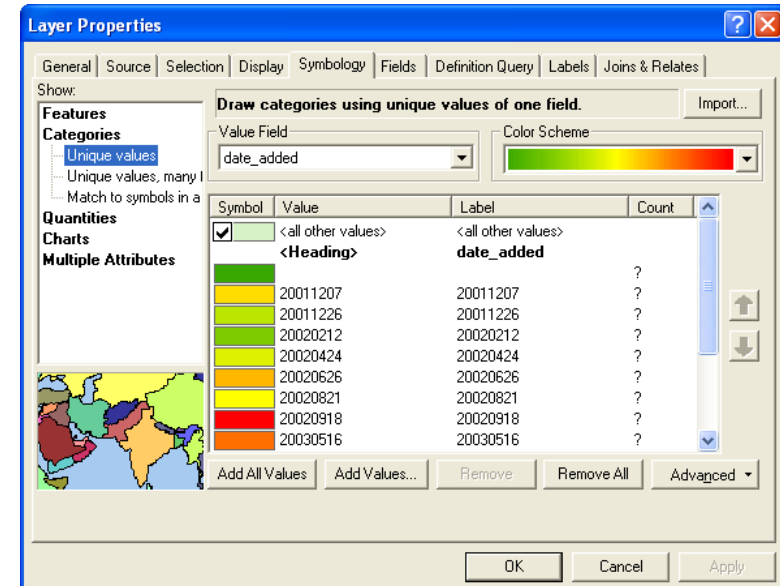 Layer Properties
General Source Selection Display Symbology Fields Definition Query Labels Joins & Relates
Show:
Features
Categories
Unique values
Unique values, many
Match to symbols in a
Quantities
Charts
Multiple Attributes
Draw categories using unique values of one field.
Import...
Value Field
date_added
Color Scheme
Symbol Value Label Count
<all other values> <all other values>
<Heading> date_added
?
20011207 20011207 ?
20011226 20011226 ?
20020212 20020212 ?
20020424 20020424 ?
20020626 20020626 ?
20020821 20020821 ?
20020918 20020918 ?
20030516 20030516 ?
Add All Values Add Values... Remove Remove All Advanced
OK Cancel Apply